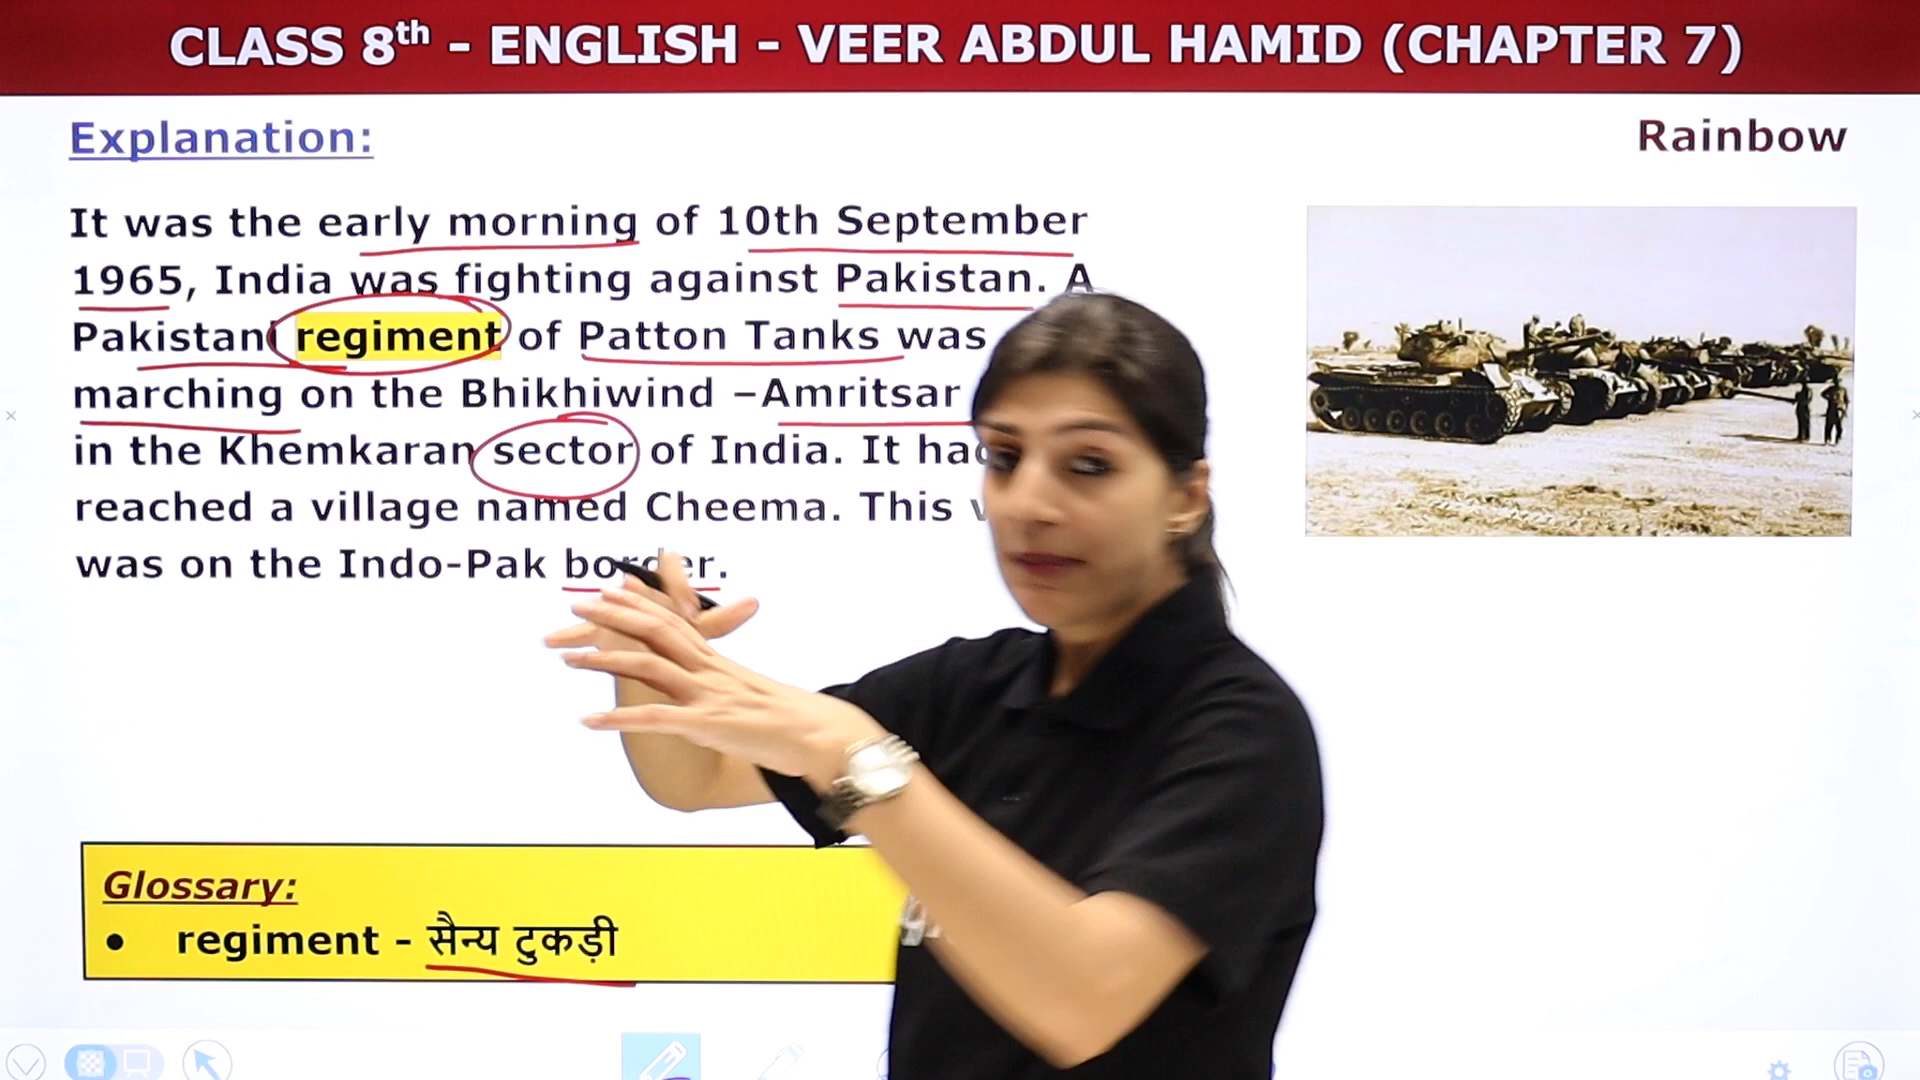 CLASS 8th - ENGLISH - VEER ABDUL HAMID (CHAPTER 7)
Explanation:
Rainbow
It was the early morning of 10th September
1965, India was fighting against Pakistan. A
Pakistani regiment of Patton Tanks was
marching on the Bhikhiwind –Amritsar
in the Khemkaran sector of India. It had
reached a village named Cheema. This
was on the Indo-Pak border.
Glossary:
● regiment - सैन्य टुकड़ी